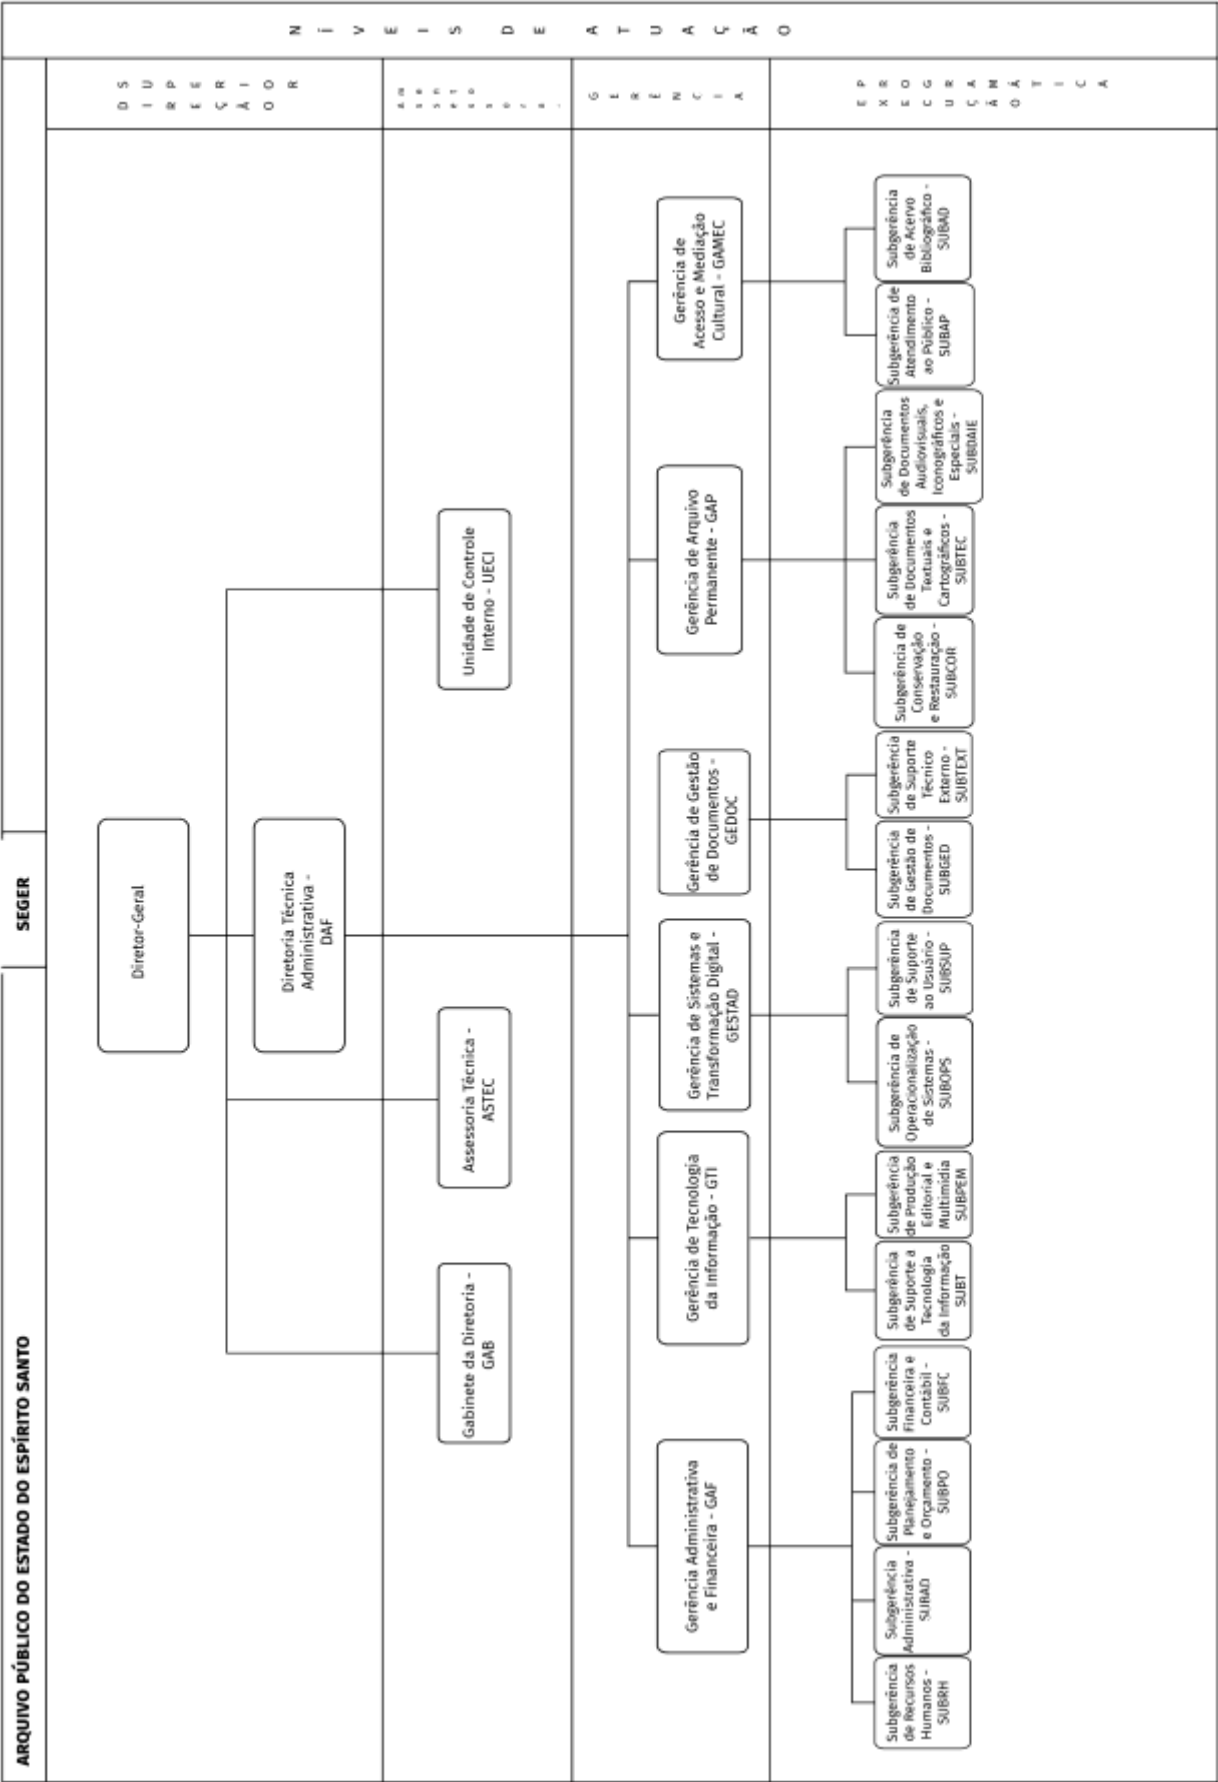 ARQUIVO PÚBLICO DO ESTADO DO ESPÍRITO SANTO
SEGER
NÍVEIS DE ATUAÇÃO
DIREÇÃO
SUPERIOR
Diretor-Geral
Diretoria Técnica
Administrativa -
DAF
Gabinete da Diretoria -
GAB
Assessoria Técnica -
ASTEC
Unidade de Controle
Interno - UECI
GERÊNCIA
Gerência Administrativa
e Financeira - GAF
Gerência de Tecnologia
da Informação - GTI
Gerência de Sistemas e
Transformação Digital -
GESTAD
Gerência de Gestão
de Documentos -
GEDOC
Gerência de Arquivo
Permanente - GAP
Gerência de
Acesso e Mediação
Cultural - GAMEC
EXECUÇÃO
PROGRAMÁTICA
Subgerência
de Recursos
Humanos -
SUBRH
Subgerência
Administrativa -
SUBAD
Subgerência de
Planejamento
e Orçamento -
SUBPO
Subgerência
Financeira e
Contábil -
SUBFC
Subgerência
de Suporte a
Tecnologia
da Informação
SUBT
Subgerência
de Produção
Editorial e
Multimídia
SUBPEM
Subgerência de
Operacionalização
de Sistemas -
SUBOPS
Subgerência
de Suporte
ao Usuário -
SUBSUP
Subgerência
de Gestão de
Documentos -
SUBGED
Subgerência
de Suporte
Técnico
Externo -
SUBTEXT
Subgerência de
Conservação
e Restauração -
SUBCOR
Subgerência
de Documentos
Textuais e
Cartográficos -
SUBTEC
Subgerência
de Documentos
Audiovisuais,
Iconográficos e
Especiais -
SUBDAIE
Subgerência de
Atendimento
ao Público -
SUBAP
Subgerência
de Acervo
Bibliográfico -
SUBAD